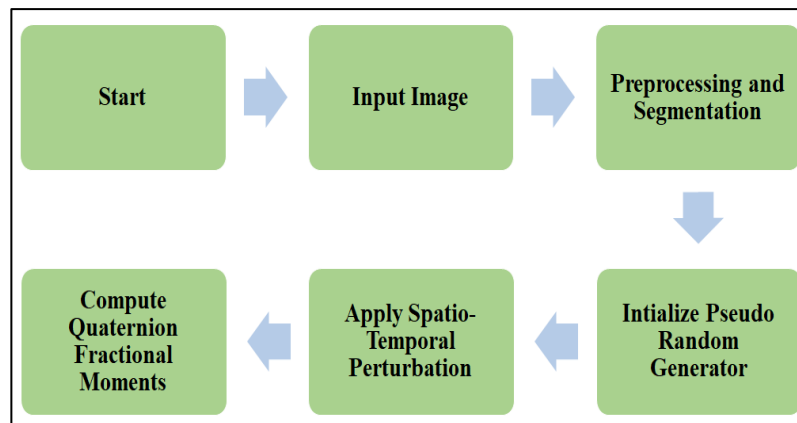 Start
Input Image
Preprocessing and
Segmentation
Intialize Pseudo
Random
Generator
Apply Spatio-
Temporal
Perturbation
Compute
Quaternion
Fractional
Moments